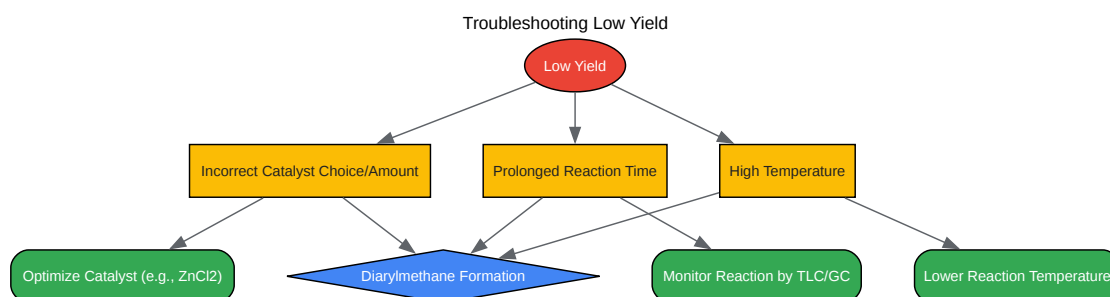 Troubleshooting Low Yield
Low Yield
Incorrect Catalyst Choice/Amount
Prolonged Reaction Time
High Temperature
Optimize Catalyst (e.g., ZnCl2)
Diarylmethane Formation
Monitor Reaction by TLC/GC
Lower Reaction Temperature